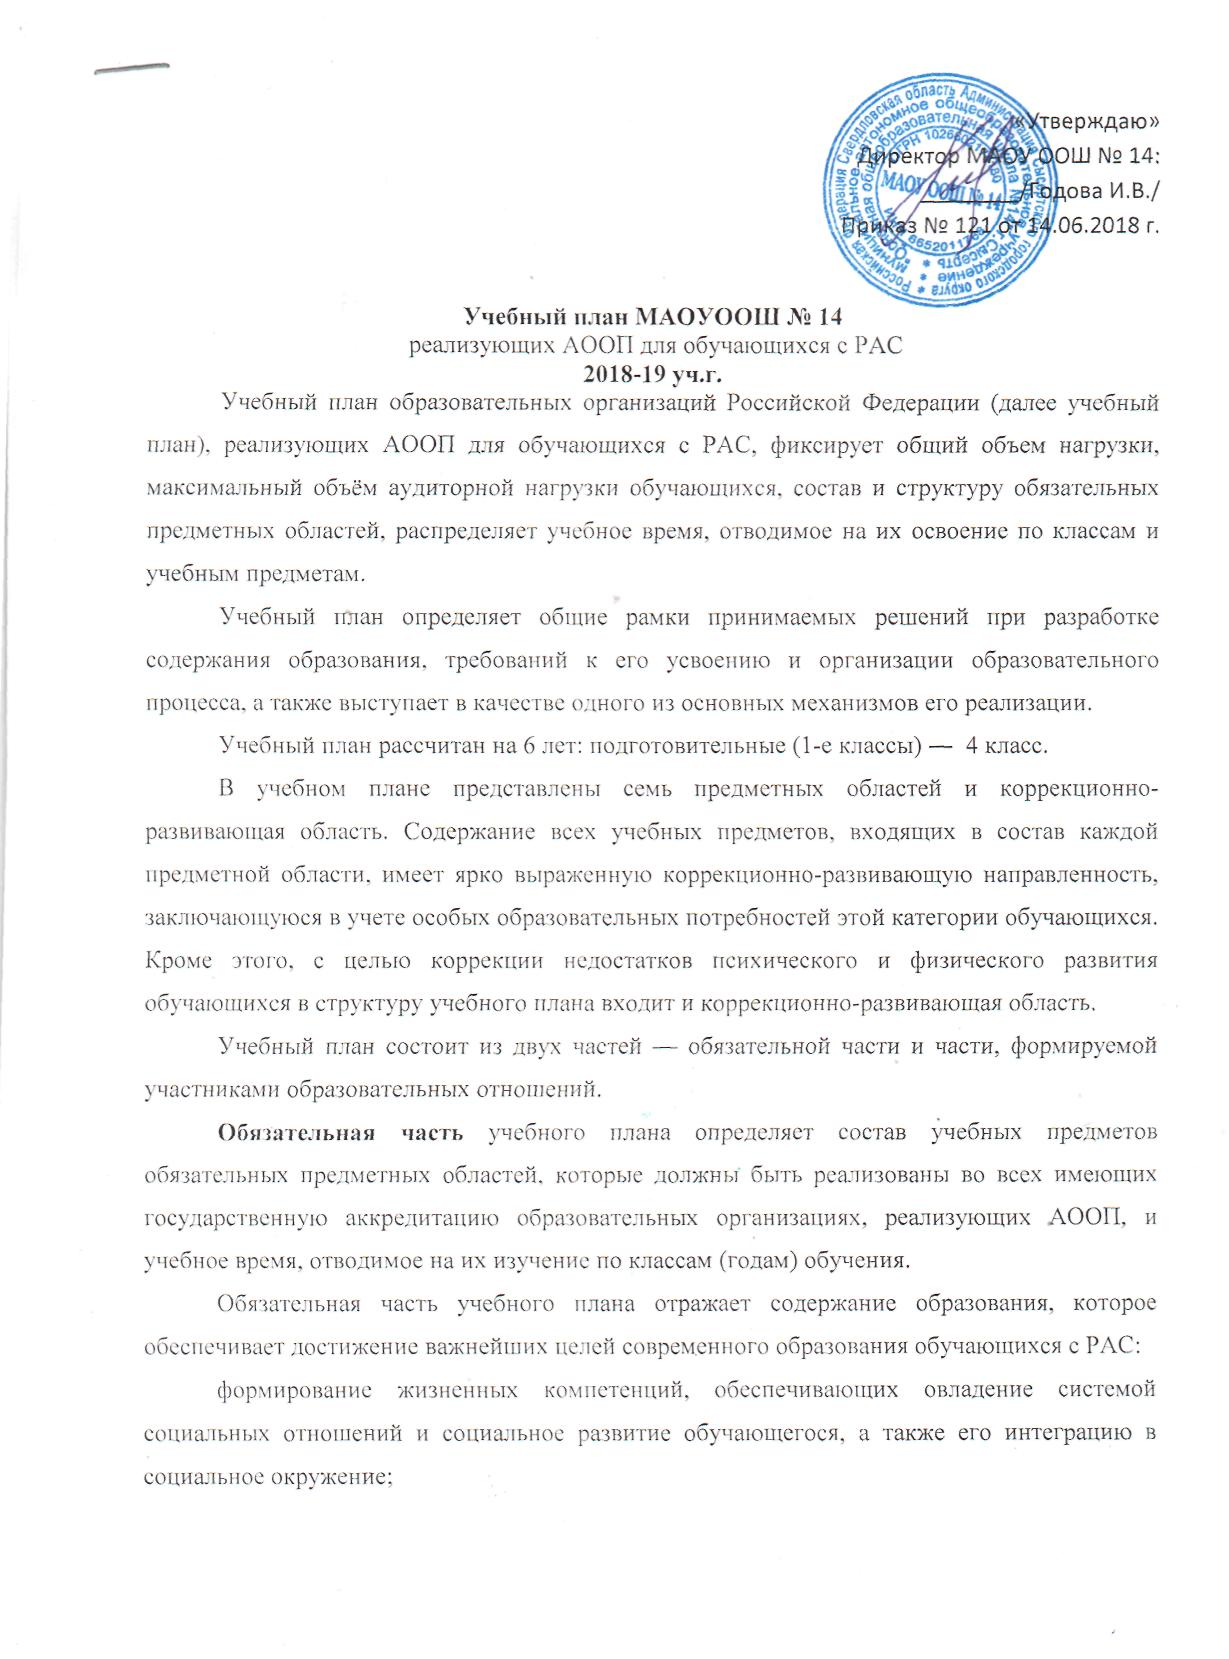 «Утверждаю»
Директор МАОУ ООШ № 14:
/Годова И.В./
Приказ № 121 от 14.06.2018 г.
МАОУ ООШ № 14
Учебный план МАОУООШ № 14
реализующих АООП для обучающихся с РАС
2018-19 уч.г.
Учебный план образовательных организаций Российской Федерации (далее учебный
план), реализующих АООП для обучающихся с РАС, фиксирует общий объем нагрузки,
максимальный объём аудиторной нагрузки обучающихся, состав и структуру обязательных
предметных областей, распределяет учебное время, отводимое на их освоение по классам и
учебным предметам.
Учебный план определяет общие рамки принимаемых решений при разработке
содержания образования, требований к его усвоению и организации образовательного
процесса, а также выступает в качестве одного из основных механизмов его реализации.
Учебный план рассчитан на 6 лет: подготовительные (1-е классы) — 4 класс.
В учебном плане представлены семь предметных областей и коррекционно-
развивающая область. Содержание всех учебных предметов, входящих в состав каждой
предметной области, имеет ярко выраженную коррекционно-развивающую направленность,
заключающуюся в учете особых образовательных потребностей этой категории обучающихся.
Кроме этого, с целью коррекции недостатков психического и физического развития
обучающихся в структуру учебного плана входит и коррекционно-развивающая область.
Учебный план состоит из двух частей — обязательной части и части, формируемой
участниками образовательных отношений.
Обязательная часть учебного плана определяет состав учебных предметов
обязательных предметных областей, которые должны быть реализованы во всех имеющих
государственную аккредитацию образовательных организациях, реализующих АООП, и
учебное время, отводимое на их изучение по классам (годам) обучения.
Обязательная часть учебного плана отражает содержание образования, которое
обеспечивает достижение важнейших целей современного образования обучающихся с РАС:
формирование жизненных компетенций, обеспечивающих овладение системой
социальных отношений и социальное развитие обучающегося, а также его интеграцию в
социальное окружение;